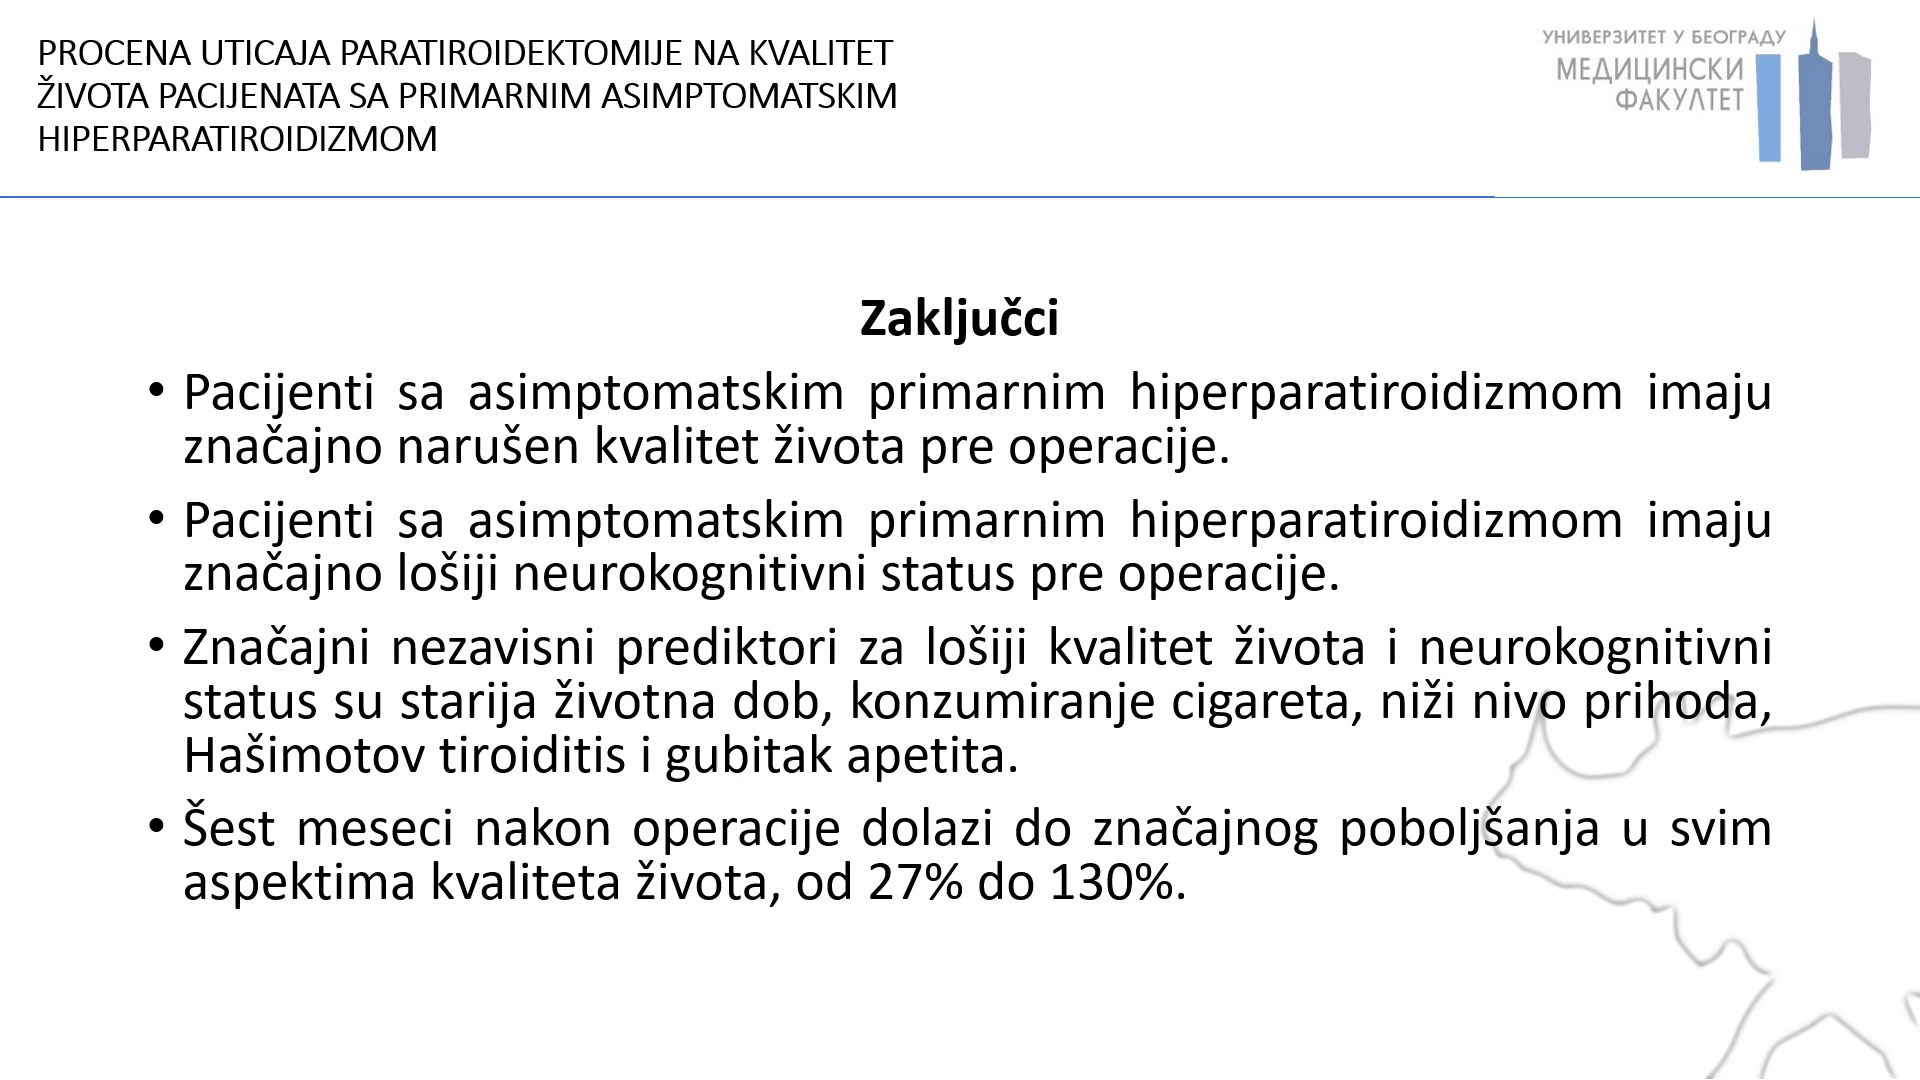 PROCENA UTICAJA PARATIROIDEKTOMIJE NA KVALITET
ŽIVOTA PACIJENATA SA PRIMARNIM ASIMPTOMATSKIM
HIPERPARATIROIDIZMOM
УНИВЕРЗИТЕТ У БЕОГРАДУ
МЕДИЦИНСКИ
ФАКУЛТЕТ
Zaključci
• Pacijenti sa asimptomatskim primarnim hiperparatiroidizmom imaju
značajno narušen kvalitet života pre operacije.
• Pacijenti sa asimptomatskim primarnim hiperparatiroidizmom imaju
značajno lošiji neurokognitivni status pre operacije.
• Značajni nezavisni prediktori za lošiji kvalitet života i neurokognitivni
status su starija životna dob, konzumiranje cigareta, niži nivo prihoda,
Hašimotov tiroiditis i gubitak apetita.
• Šest meseci nakon operacije dolazi do značajnog poboljšanja u svim
aspektima kvaliteta života, od 27% do 130%.